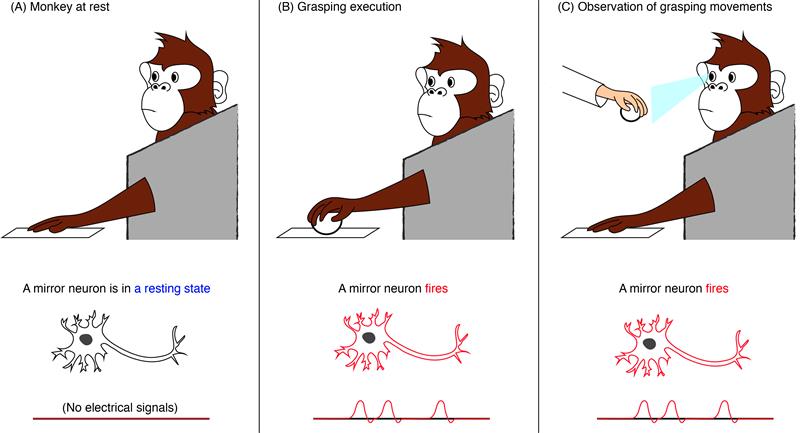 (A) Monkey at rest
(B) Grasping execution
(C) Observation of grasping movements
A mirror neuron is in a resting state
A mirror neuron fires
A mirror neuron fires
(No electrical signals)